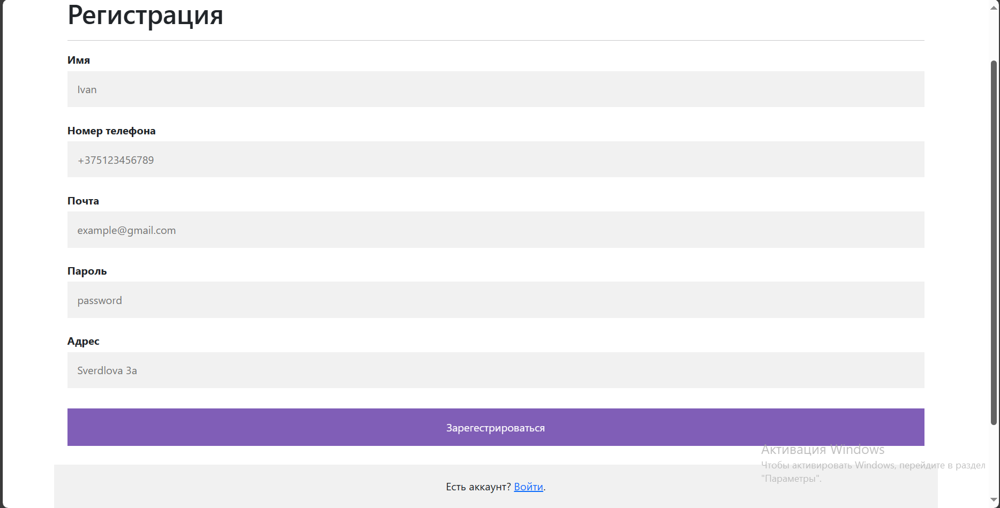 Регистрация
Имя
Ivan
Номер телефона
+375123456789
Почта
example@gmail.com
Пароль
password
Адрес
Sverdlova 3a
Зарегестрироваться
Активация Windows
Чтобы активировать Windows, перейдите в раздел
"Параметры".
Есть аккаунт? Войти.